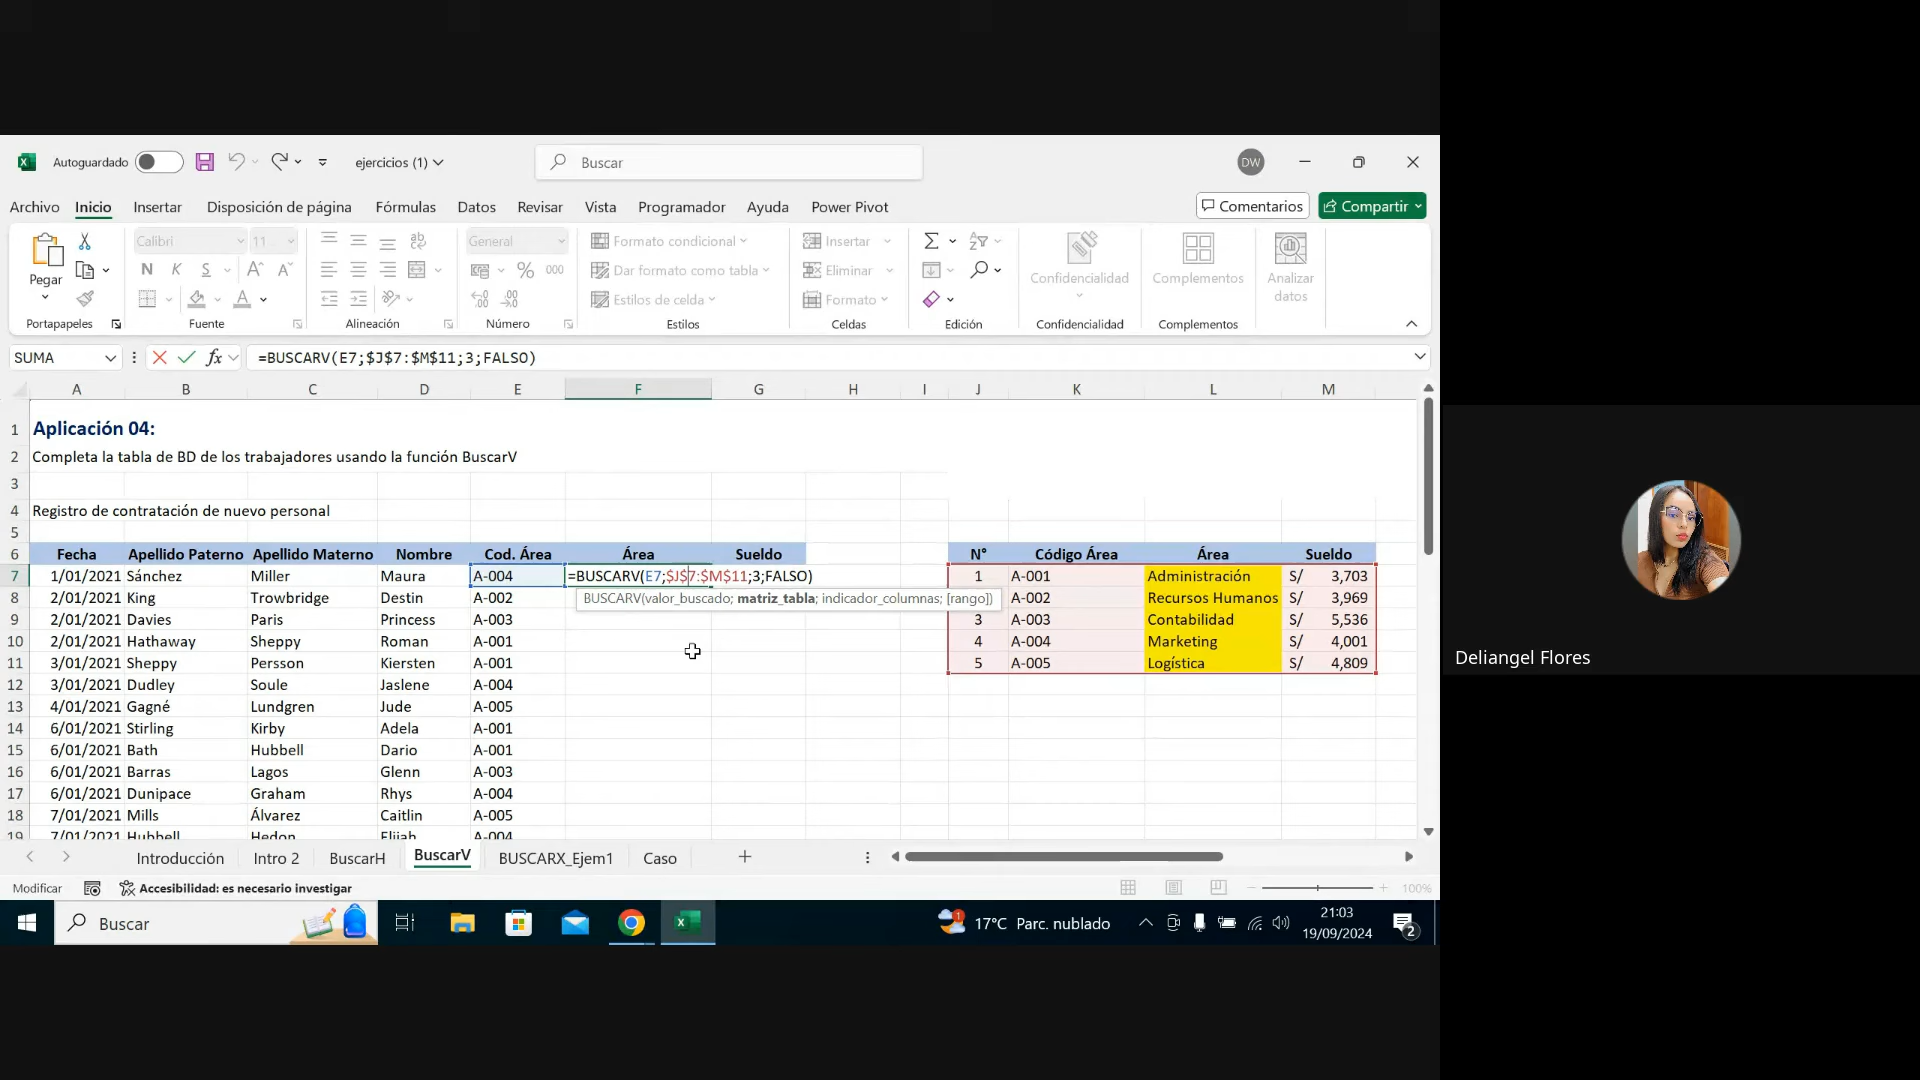 Autoguardado ejercicios (1) Buscar DW
Archivo Inicio Insertar Disposición de página Fórmulas Datos Revisar Vista Programador Ayuda Power Pivot Comentarios Compartir
Pegar
Calibri 11
N K S
General
% 000
Formato condicional
Dar formato como tabla
Estilos de celda
Insertar
Eliminar
Formato
Confidencialidad
Complementos
Analizar
datos
Portapapeles Fuente Alineación Número Estilos Celdas Edición Confidencialidad Complementos
SUMA fx =BUSCARV(E7;$J$7:$M$11;3;FALSO)
A B C D E F G H I J K L M
1 Aplicación 04:
2 Completa la tabla de BD de los trabajadores usando la función BuscarV
3
4 Registro de contratación de nuevo personal
5
6 Fecha Apellido Paterno Apellido Materno Nombre Cod. Área Área Sueldo N° Código Área Área Sueldo
7 1/01/2021 Sánchez Miller Maura A-004 =BUSCARV(E7;$J$7:$M$11;3;FALSO) 1 A-001 Administración S/ 3,703
8 2/01/2021 King Trowbridge Destin A-002 BUSCARV(valor_buscado; matriz_tabla; indicador_columnas; [rango]) A-002 Recursos Humanos S/ 3,969
9 2/01/2021 Davies Paris Princess A-003 3 A-003 Contabilidad S/ 5,536
10 2/01/2021 Hathaway Sheppy Roman A-001 4 A-004 Marketing S/ 4,001
11 3/01/2021 Sheppy Persson Kiersten A-001 5 A-005 Logística S/ 4,809
12 3/01/2021 Dudley Soule Jaslene A-004
13 4/01/2021 Gagné Lundgren Jude A-005
14 6/01/2021 Stirling Kirby Adela A-001
15 6/01/2021 Bath Hubbell Dario A-001
16 6/01/2021 Barras Lagos Glenn A-003
17 6/01/2021 Dunipace Graham Rhys A-004
18 7/01/2021 Mills Álvarez Caitlin A-005
19 7/01/2021 Hubbell Hedon Elijah A-004
Introducción Intro 2 BuscarH BuscarV BUSCARX_Ejem1 Caso
Modificar Accesibilidad: es necesario investigar 100%
Buscar 17°C Parc. nublado 21:03
19/09/2024
2
Deliangel Flores